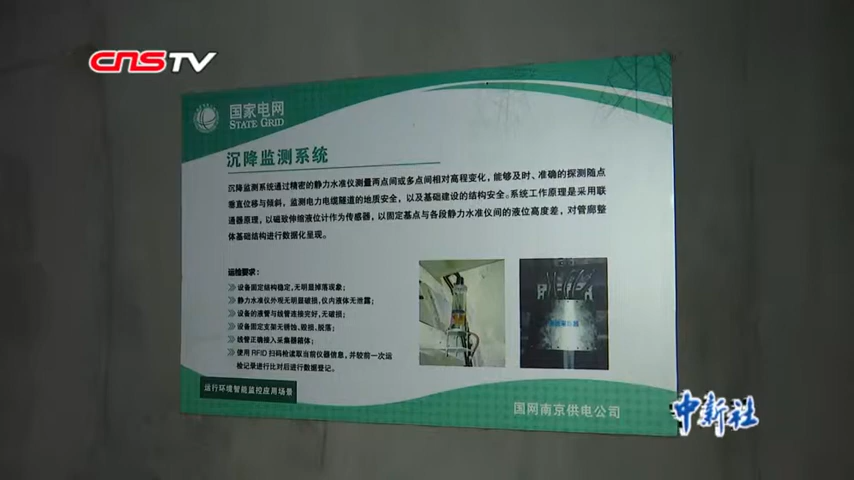 CNSTV
国家电网
STATE GRID
沉降监测系统
沉降监测系统通过精密的静力水准仪测量两点间或多点间相对高程变化，能够及时、准确的探测随点
垂直位移与倾斜，监测电力电缆隧道的地质安全，以及基础建设的结构安全。系统工作原理是采用联
通器原理，以磁致伸缩液位计作为传感器，以固定基点与各段静力水准仪间的液位高度差，对管廊整
体基础结构进行数据化呈现。
运检要求：
设备固定结构稳定，无明显掉落现象；
静力水准仪外观无明显破损，仪内液体无泄露；
设备的液管与线管连接完好，无破损；
设备固定支架无锈蚀、毁损、脱落；
线管正确接入采集器箱体；
使用 RFID 扫码枪读取当前仪器信息，并较前一次运
检记录进行比对后进行数据登记。
运行环境智能监控应用场景
国网南京供电公司
中新社